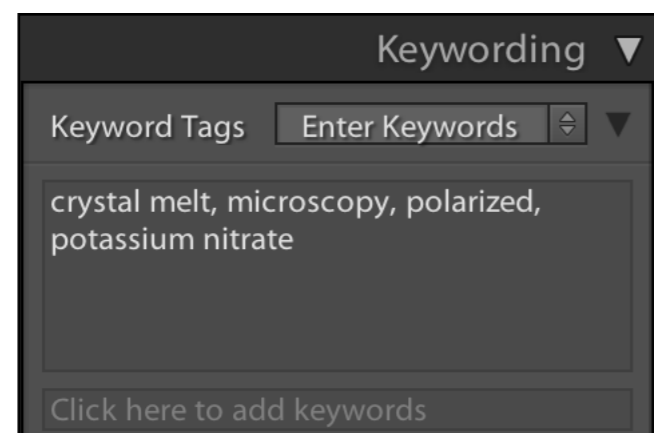 Keywording
Keyword Tags Enter Keywords
crystal melt, microscopy, polarized,
potassium nitrate
Click here to add keywords